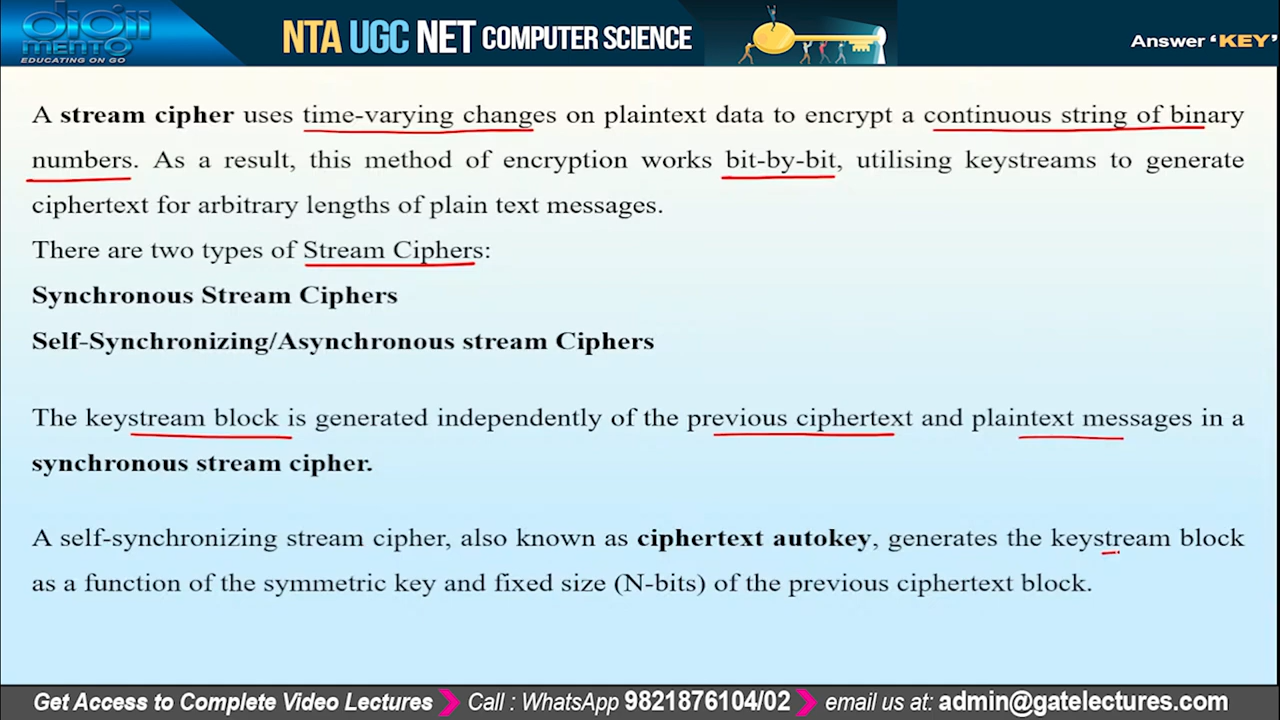 digii
MENTO
EDUCATING ON GO
NTA UGC NET COMPUTER SCIENCE
Answer ‘KEY’
A stream cipher uses time-varying changes on plaintext data to encrypt a continuous string of binary
numbers. As a result, this method of encryption works bit-by-bit, utilising keystreams to generate
ciphertext for arbitrary lengths of plain text messages.
There are two types of Stream Ciphers:
Synchronous Stream Ciphers
Self-Synchronizing/Asynchronous stream Ciphers
The keystream block is generated independently of the previous ciphertext and plaintext messages in a
synchronous stream cipher.
A self-synchronizing stream cipher, also known as ciphertext autokey, generates the keystream block
as a function of the symmetric key and fixed size (N-bits) of the previous ciphertext block.
Get Access to Complete Video Lectures Call : WhatsApp 9821876104/02 email us at: admin@gatelectures.com